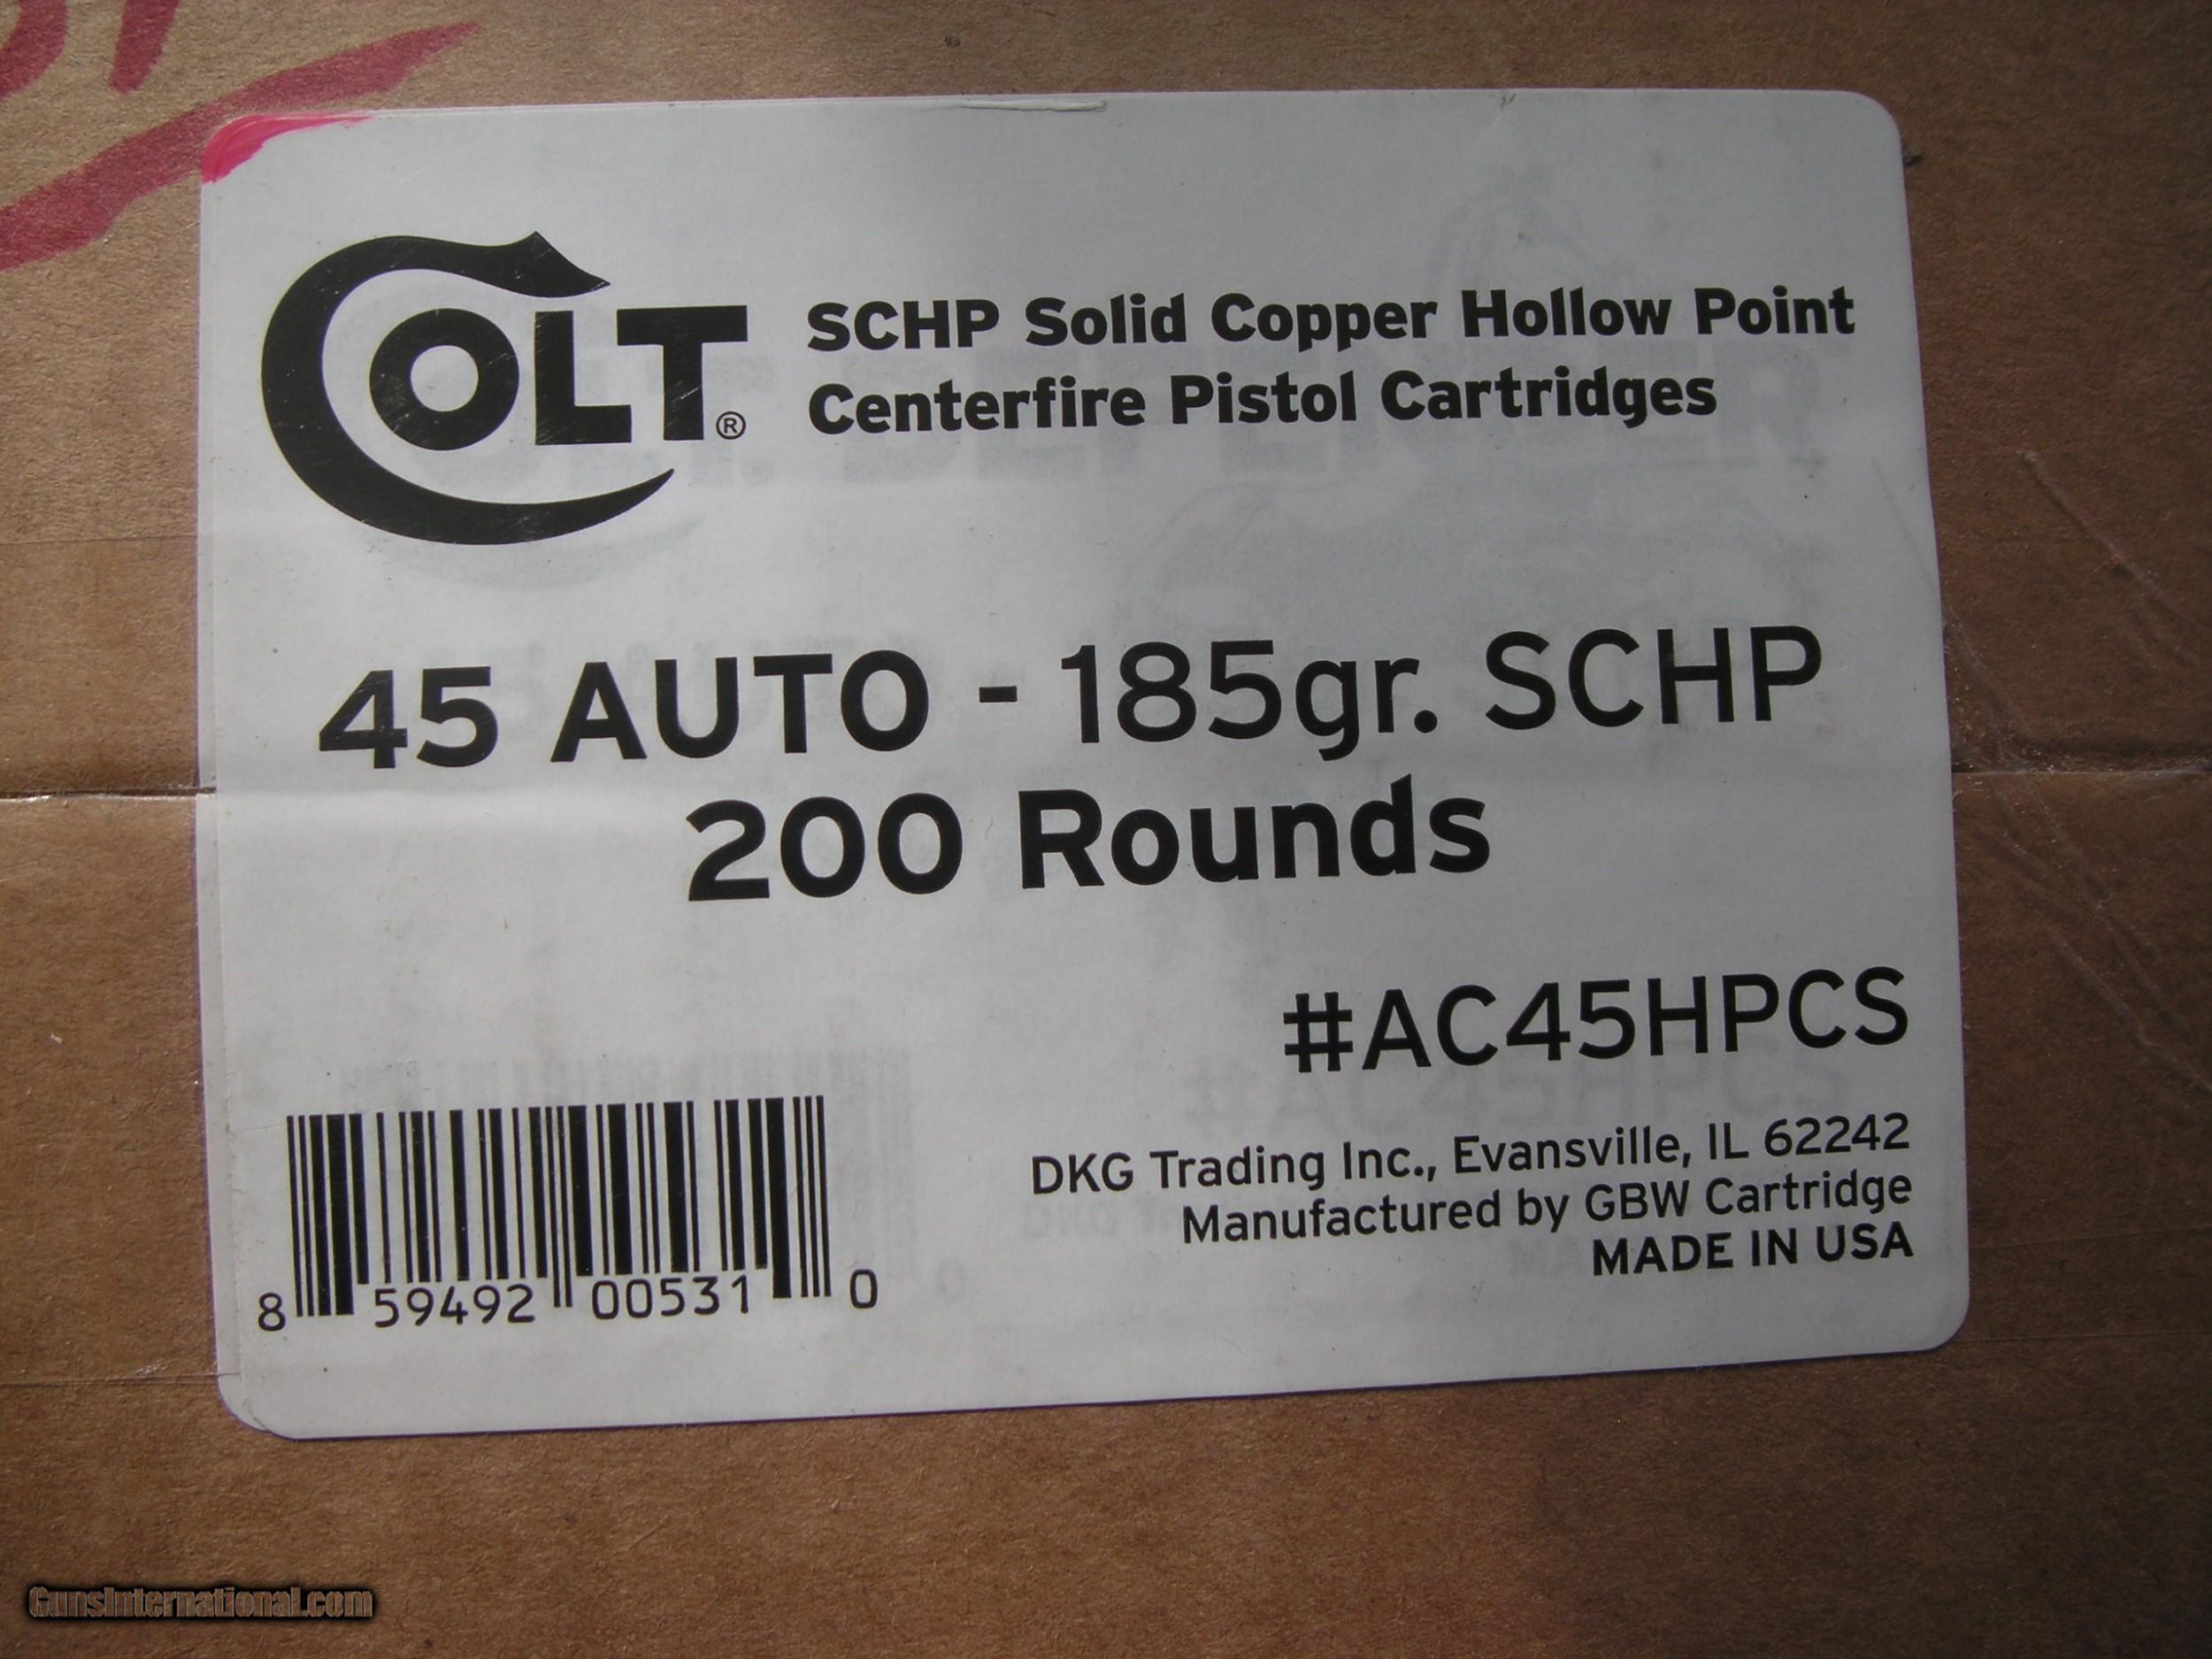 COLT®
SCHP Solid Copper Hollow Point
Centerfire Pistol Cartridges
45 AUTO - 185gr. SCHP
200 Rounds
#AC45HPCS
DKG Trading Inc., Evansville, IL 62242
Manufactured by GBW Cartridge
MADE IN USA
8 59492 00531 0
GunsInternational.com